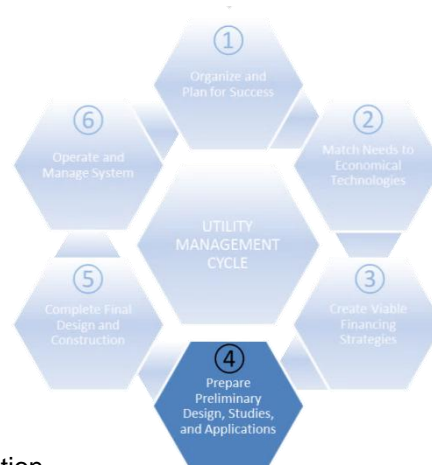 ①
Organize and
Plan for Success
②
Match Needs to
Economical
Technologies
③
Create Viable
Financing
Strategies
④
Prepare
Preliminary
Design, Studies,
and Applications
⑤
Complete Final
Design and
Construction
⑥
Operate and
Manage System
UTILITY
MANAGEMENT
CYCLE